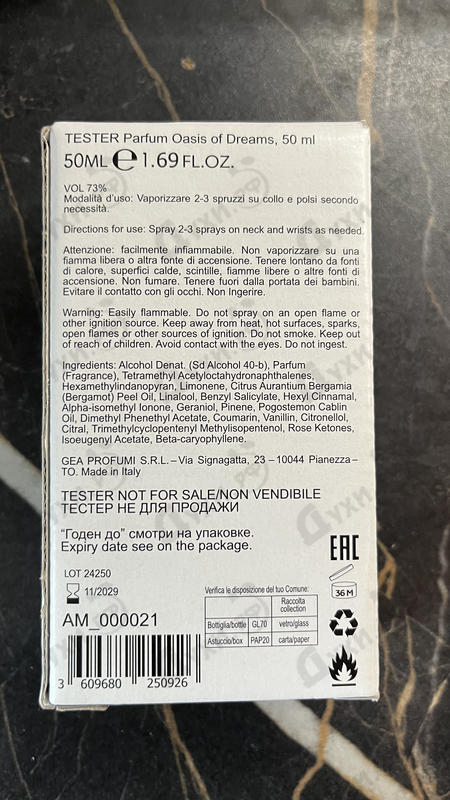 TESTER Parfum Oasis of Dreams, 50 ml
50ML ℮ 1.69 FL.OZ.
VOL 73%
Modalità d'uso: Vaporizzare 2-3 spruzzi su collo e polsi secondo
necessità.
Directions for use: Spray 2-3 sprays on neck and wrists as needed.
Attenzione: facilmente infiammabile. Non vaporizzare su una
fiamma libera o altra fonte di accensione. Tenere lontano da fonti
di calore, superfici calde, scintille, fiamme libere o altre fonti di
accensione. Non fumare. Tenere fuori dalla portata dei bambini.
Evitare il contatto con gli occhi. Non Ingerire.
Warning: Easily flammable. Do not spray on an open flame or
other ignition source. Keep away from heat, hot surfaces, sparks,
open flames or other sources of ignition. Do not smoke. Keep out
of reach of children. Avoid contact with the eyes. Do not ingest.
Ingredients: Alcohol Denat. (Sd Alcohol 40-b), Parfum
(Fragrance), Tetramethyl Acetyloctahydronaphthalenes,
Hexamethylindanopyran, Limonene, Citrus Aurantium Bergamia
(Bergamot) Peel Oil, Linalool, Benzyl Salicylate, Hexyl Cinnamal,
Alpha-isomethyl Ionone, Geraniol, Pinene, Pogostemon Cablin
Oil, Dimethyl Phenethyl Acetate, Coumarin, Vanillin, Citronellol,
Citral, Trimethylcyclopentenyl Methylisopentenol, Rose Ketones,
Isoeugenyl Acetate, Beta-caryophyllene.
GEA PROFUMI S.R.L. – Via Signagatta, 23 – 10044 Pianezza –
TO. Made in Italy
TESTER NOT FOR SALE/NON VENDIBILE
ТЕСТЕР НЕ ДЛЯ ПРОДАЖИ
"Годен до" смотри на упаковке.
Expiry date see on the package.
EAC
LOT 24250
11/2029
36 M
Verifica le disposizione del tuo Comune:
Raccolta
collection
Bottiglia/bottle GL70 vetro/glass
Astuccio/box PAP20 carta/paper
AM_000021
3 609680 250926
Духи.рф